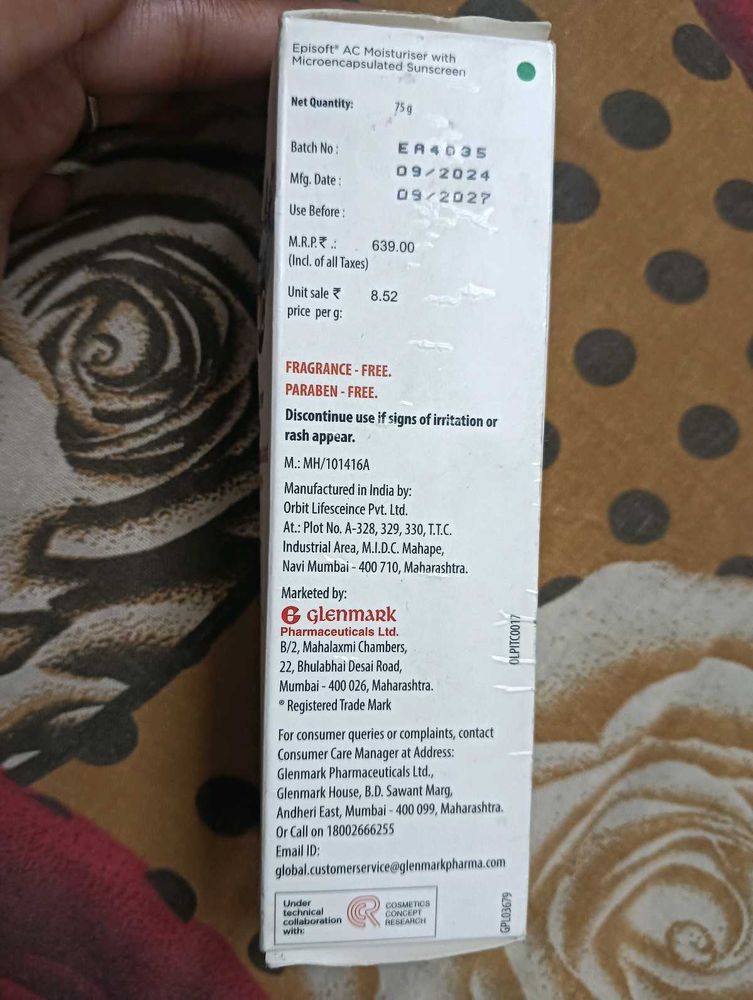 Episoft® AC Moisturiser with
Microencapsulated Sunscreen
Net Quantity: 75 g
Batch No : EA4035
Mfg. Date : 09/2024
Use Before : 09/2027
M.R.P.₹ .: 639.00
(Incl. of all Taxes)
Unit sale ₹ 8.52
price per g:
FRAGRANCE - FREE.
PARABEN - FREE.
Discontinue use if signs of irritation or
rash appear.
M.: MH/101416A
Manufactured in India by:
Orbit Lifesceince Pvt. Ltd.
At.: Plot No. A-328, 329, 330, T.T.C.
Industrial Area, M.I.D.C. Mahape,
Navi Mumbai - 400 710, Maharashtra.
Marketed by:
glenmark
Pharmaceuticals Ltd.
B/2, Mahalaxmi Chambers,
22, Bhulabhai Desai Road,
Mumbai - 400 026, Maharashtra.
® Registered Trade Mark
For consumer queries or complaints, contact
Consumer Care Manager at Address:
Glenmark Pharmaceuticals Ltd.,
Glenmark House, B.D. Sawant Marg,
Andheri East, Mumbai - 400 099, Maharashtra.
Or Call on 18002666255
Email ID:
global.customerservice@glenmarkpharma.com
Under
technical
collaboration
with:
COSMETICS
CONCEPT
RESEARCH
OLPITC0017
GPL03679